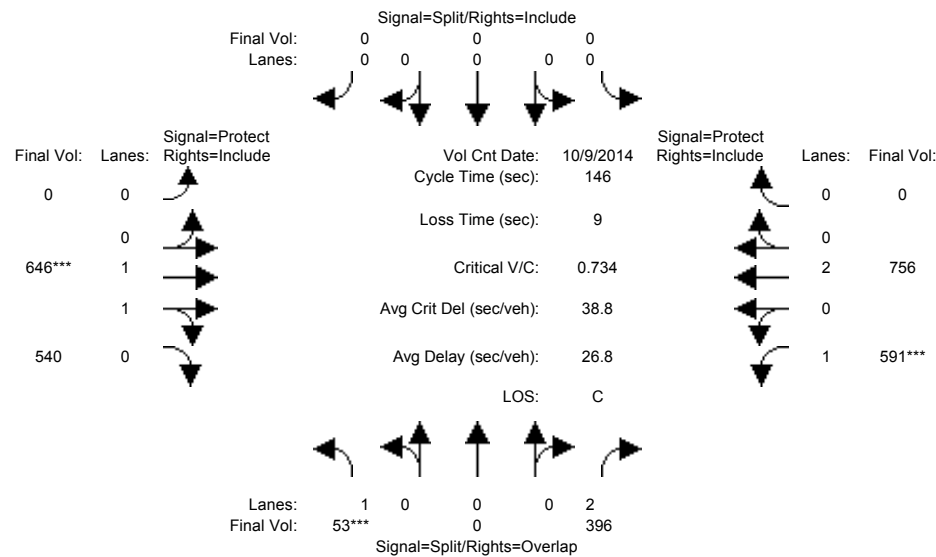 Signal=Split/Rights=Include
Final Vol: 0 0 0
Lanes: 0 0 0 0 0
Signal=Protect Signal=Protect
Final Vol: Lanes: Rights=Include Vol Cnt Date: 10/9/2014 Rights=Include Lanes: Final Vol:
Cycle Time (sec): 146
0 0 0 0
Loss Time (sec): 9
0 0
646*** 1 Critical V/C: 0.734 2 756
1 Avg Crit Del (sec/veh): 38.8 0
540 0 Avg Delay (sec/veh): 26.8 1 591***
LOS: C
Lanes: 1 0 0 0 2
Final Vol: 53*** 0 396
Signal=Split/Rights=Overlap